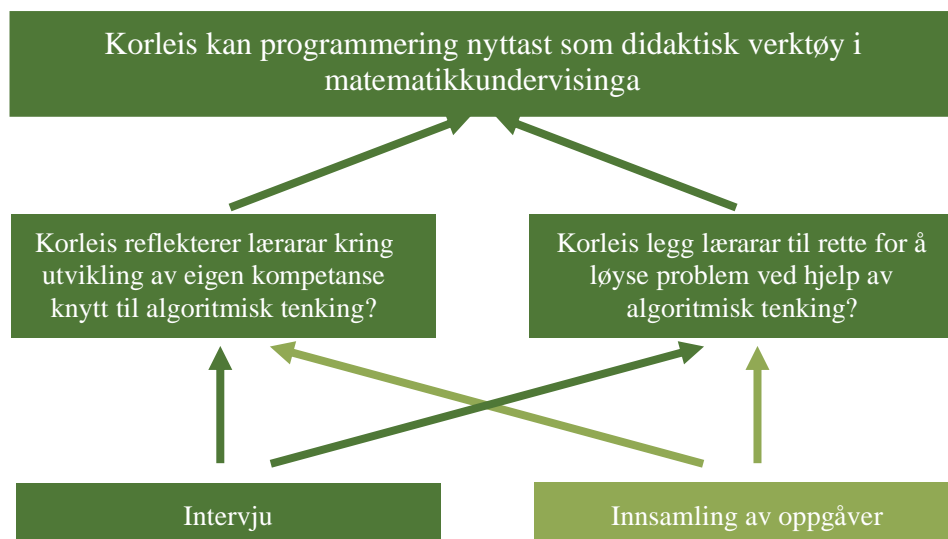 Korleis kan programmering nyttast som didaktisk verktøy i
matematikkundervisinga
Korleis reflekterer lærarar kring
utvikling av eigen kompetanse
knytt til algoritmisk tenking?
Korleis legg lærarar til rette for å
løyse problem ved hjelp av
algoritmisk tenking?
Intervju
Innsamling av oppgåver